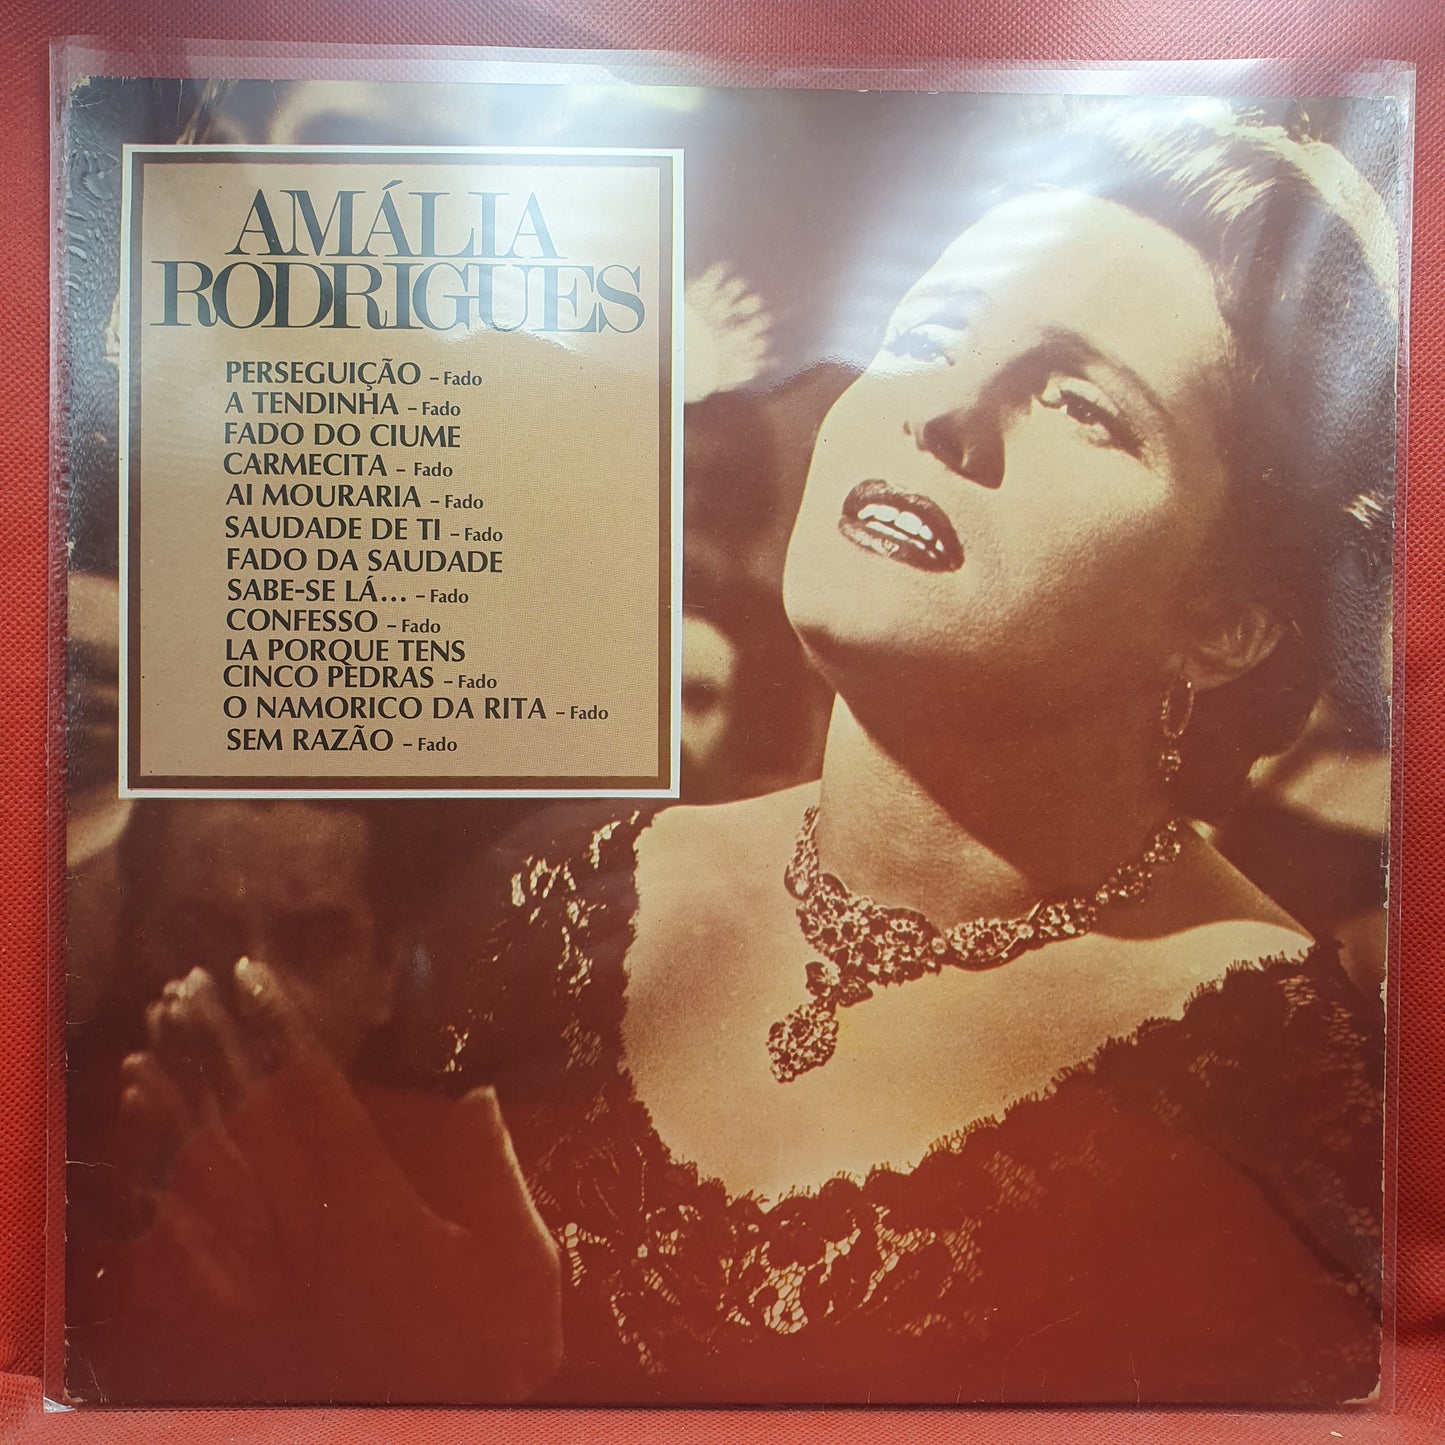 AMÁLIA
RODRIGUES
PERSEGUIÇÃO – Fado
A TENDINHA – Fado
FADO DO CIUME
CARMECITA – Fado
AI MOURARIA – Fado
SAUDADE DE TI – Fado
FADO DA SAUDADE
SABE-SE LÁ... – Fado
CONFESSO – Fado
LA PORQUE TENS
CINCO PEDRAS – Fado
O NAMORICO DA RITA – Fado
SEM RAZÃO – Fado